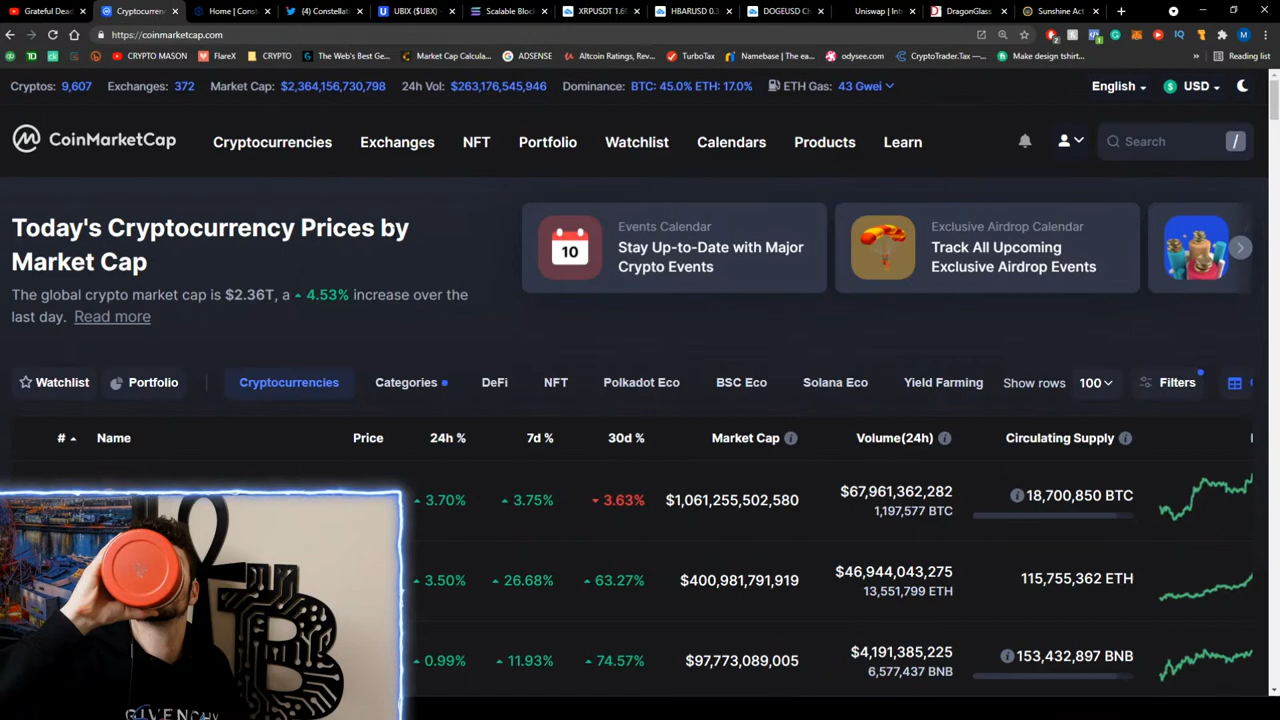 Grateful Dead
Cryptocurrenc
Home | Const
(4) Constellati
UBIX ($UBX) -
Scalable Block
XRPUSDT 1.69
HBARUSD 0.3
DOGEUSD Ch
Uniswap | Int
DragonGlass
Sunshine Act
https://coinmarketcap.com
CRYPTO MASON
FlareX
CRYPTO
The Web's Best Ge...
Market Cap Calcula...
ADSENSE
Altcoin Ratings, Rev...
TurboTax
Namebase | The ea...
odysee.com
CryptoTrader.Tax —...
Make design tshirt...
»
Reading list
Cryptos: 9,607 Exchanges: 372 Market Cap: $2,364,156,730,798 24h Vol: $263,176,545,946 Dominance: BTC: 45.0% ETH: 17.0% ETH Gas: 43 Gwei
English
USD
CoinMarketCap
Cryptocurrencies
Exchanges
NFT
Portfolio
Watchlist
Calendars
Products
Learn
Search
/
Today's Cryptocurrency Prices by
Market Cap
The global crypto market cap is $2.36T, a 4.53% increase over the
last day. Read more
10
Events Calendar
Stay Up-to-Date with Major
Crypto Events
Exclusive Airdrop Calendar
Track All Upcoming
Exclusive Airdrop Events
Watchlist
Portfolio
Cryptocurrencies
Categories
DeFi
NFT
Polkadot Eco
BSC Eco
Solana Eco
Yield Farming
Show rows
100
Filters
# Name Price 24h % 7d % 30d % Market Cap Volume(24h) Circulating Supply
3.70% 3.75% 3.63% $1,061,255,502,580 $67,961,362,282 18,700,850 BTC
1,197,577 BTC
3.50% 26.68% 63.27% $400,981,791,919 $46,944,043,275 115,755,362 ETH
13,551,799 ETH
0.99% 11.93% 74.57% $97,773,089,005 $4,191,385,225 153,432,897 BNB
6,577,437 BNB
GIVENCHY